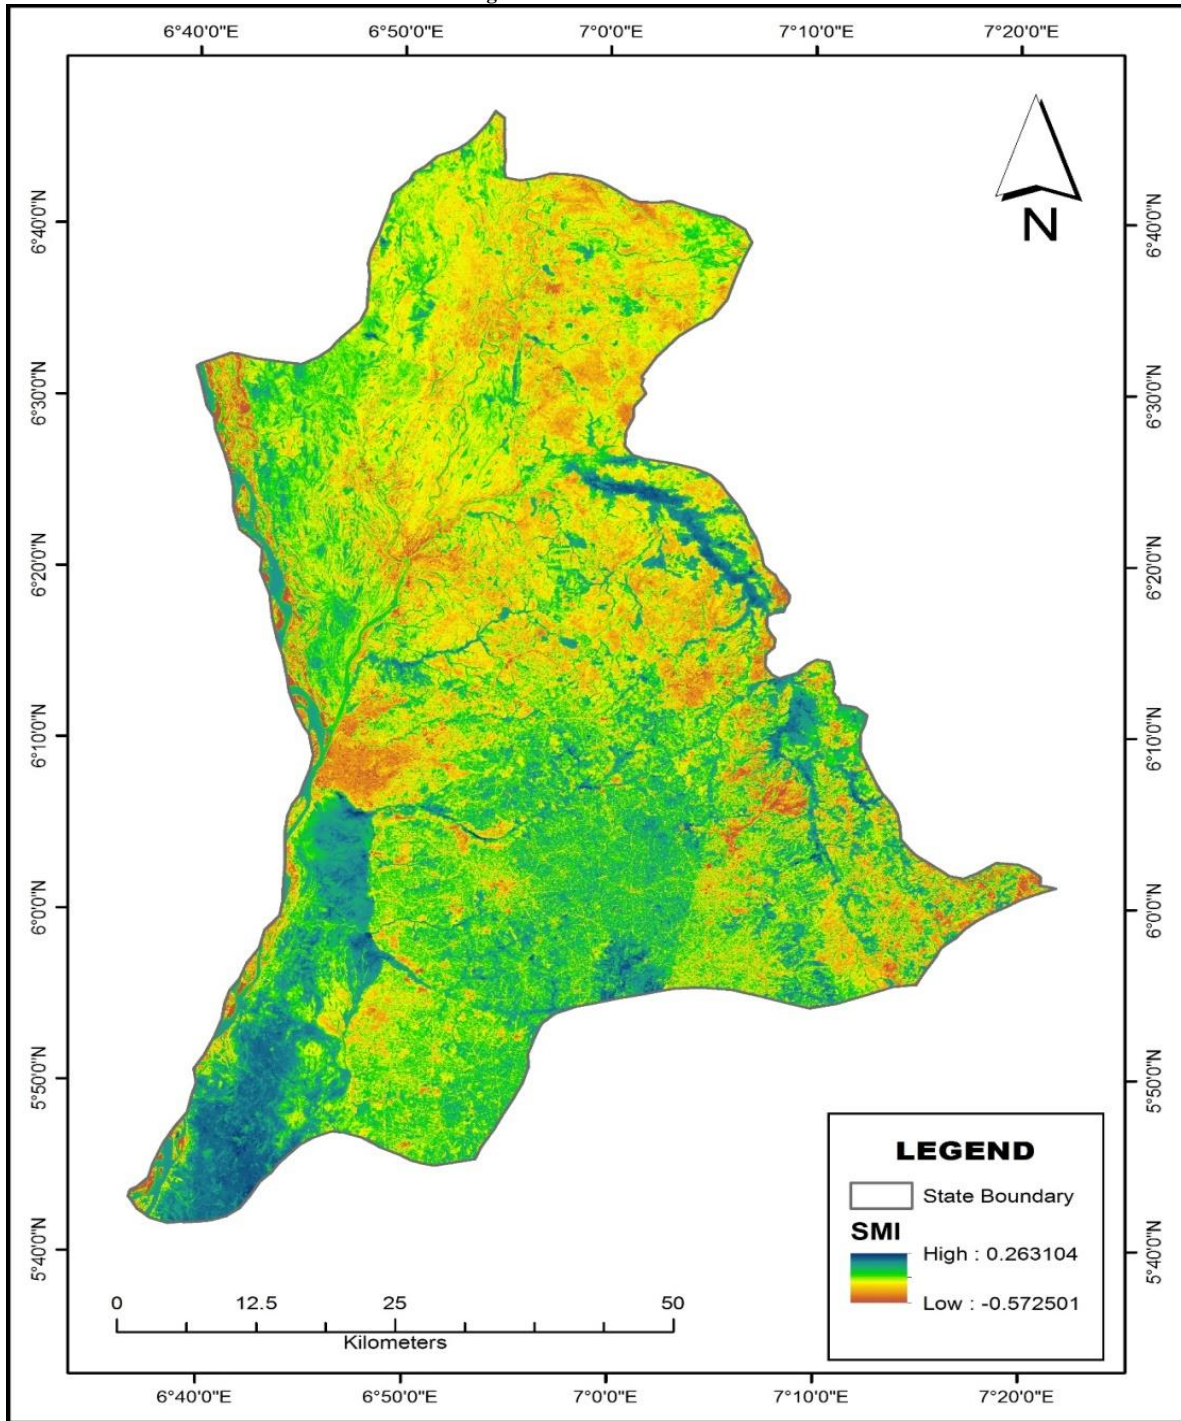 6°40'0"E 6°50'0"E 7°0'0"E 7°10'0"E 7°20'0"E
N
6°40'0"N 6°40'0"N
6°30'0"N 6°30'0"N
6°20'0"N 6°20'0"N
6°10'0"N 6°10'0"N
6°0'0"N 6°0'0"N
5°50'0"N 5°50'0"N
5°40'0"N 5°40'0"N
LEGEND
State Boundary
SMI
High : 0.263104
Low : -0.572501
0 12.5 25 50
Kilometers
6°40'0"E 6°50'0"E 7°0'0"E 7°10'0"E 7°20'0"E